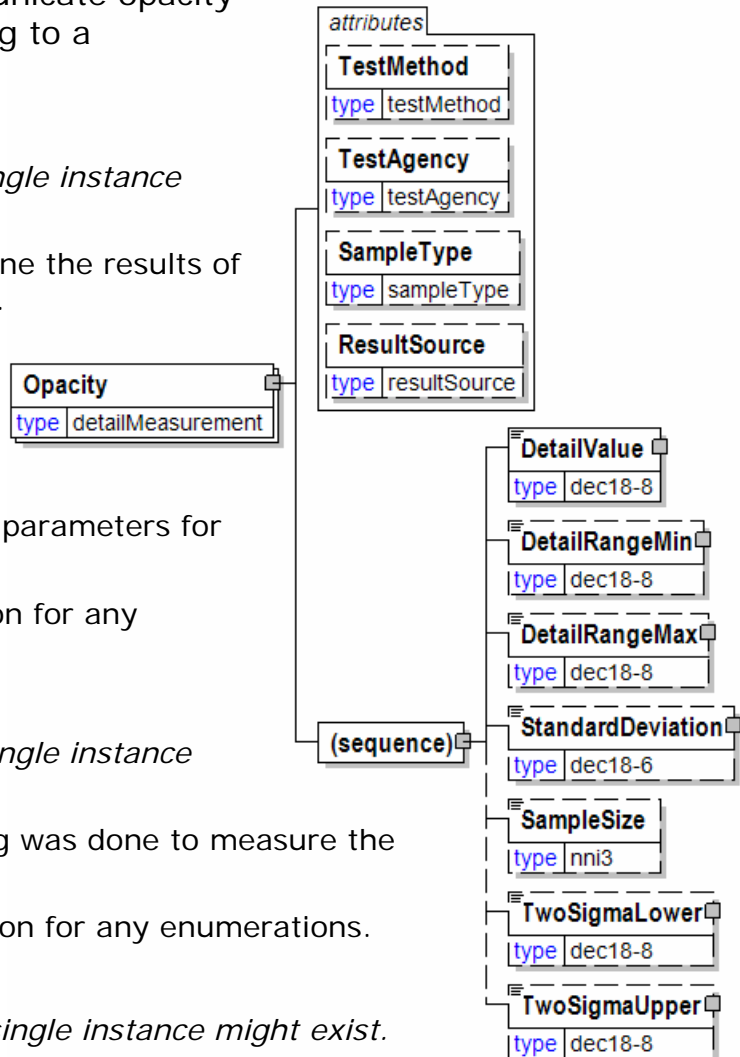 unicate opacity
g to a
ngle instance
ne the results of
.
parameters for
on for any
ngle instance
g was done to measure the
on for any enumerations.
single instance might exist.
Opacity
type detailMeasurement
attributes
TestMethod
type testMethod
TestAgency
type testAgency
SampleType
type sampleType
ResultSource
type resultSource
(sequence)
DetailValue
type dec18-8
DetailRangeMin
type dec18-8
DetailRangeMax
type dec18-8
StandardDeviation
type dec18-6
SampleSize
type nni3
TwoSigmaLower
type dec18-8
TwoSigmaUpper
type dec18-8